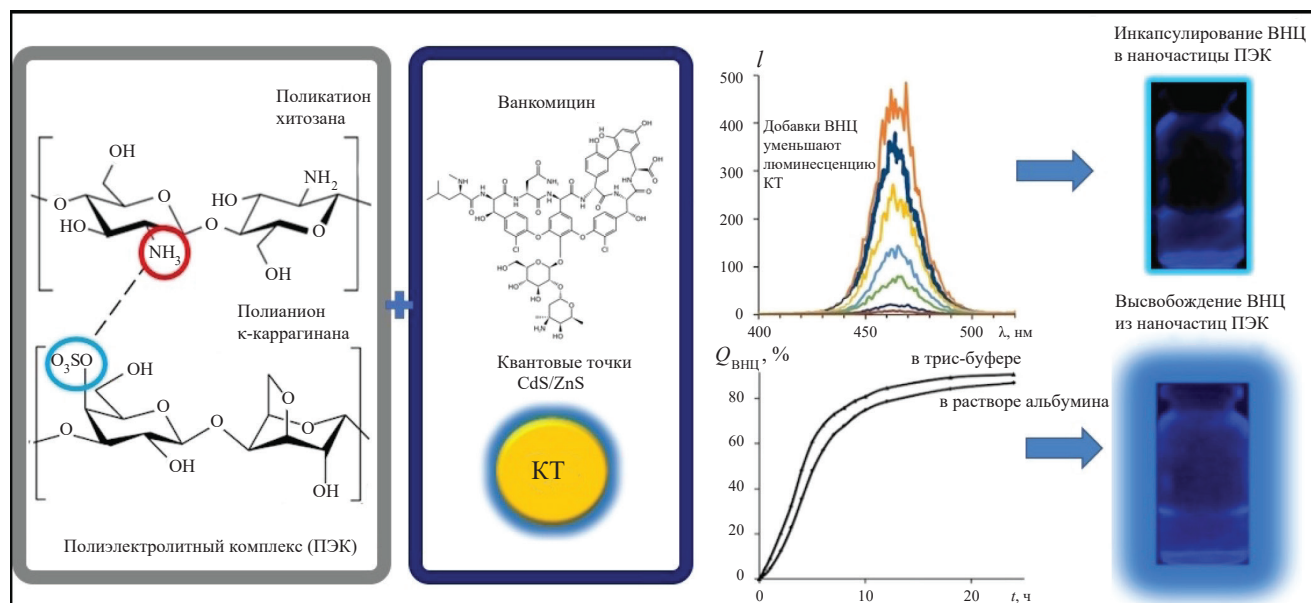 Поликатион
хитозана
OH
O
O
HO
NH3
HO
NH2
O
O
OH
Полианион
к-каррагинана
O3SO
OH
O
O
OH
O
O
O
OH
Полиэлектролитный комплекс (ПЭК)
Ванкомицин
Квантовые точки
CdS/ZnS
КТ
I
500
400
300
200
100
0
Добавки ВНЦ
уменьшают
люминесценцию
КТ
400
450
500
λ, нм
QВНЦ, %
80
60
40
20
0
в трис-буфере
в растворе альбумина
0
10
20
t, ч
Инкапсулирование ВНЦ
в наночастицы ПЭК
Высвобождение ВНЦ
из наночастиц ПЭК